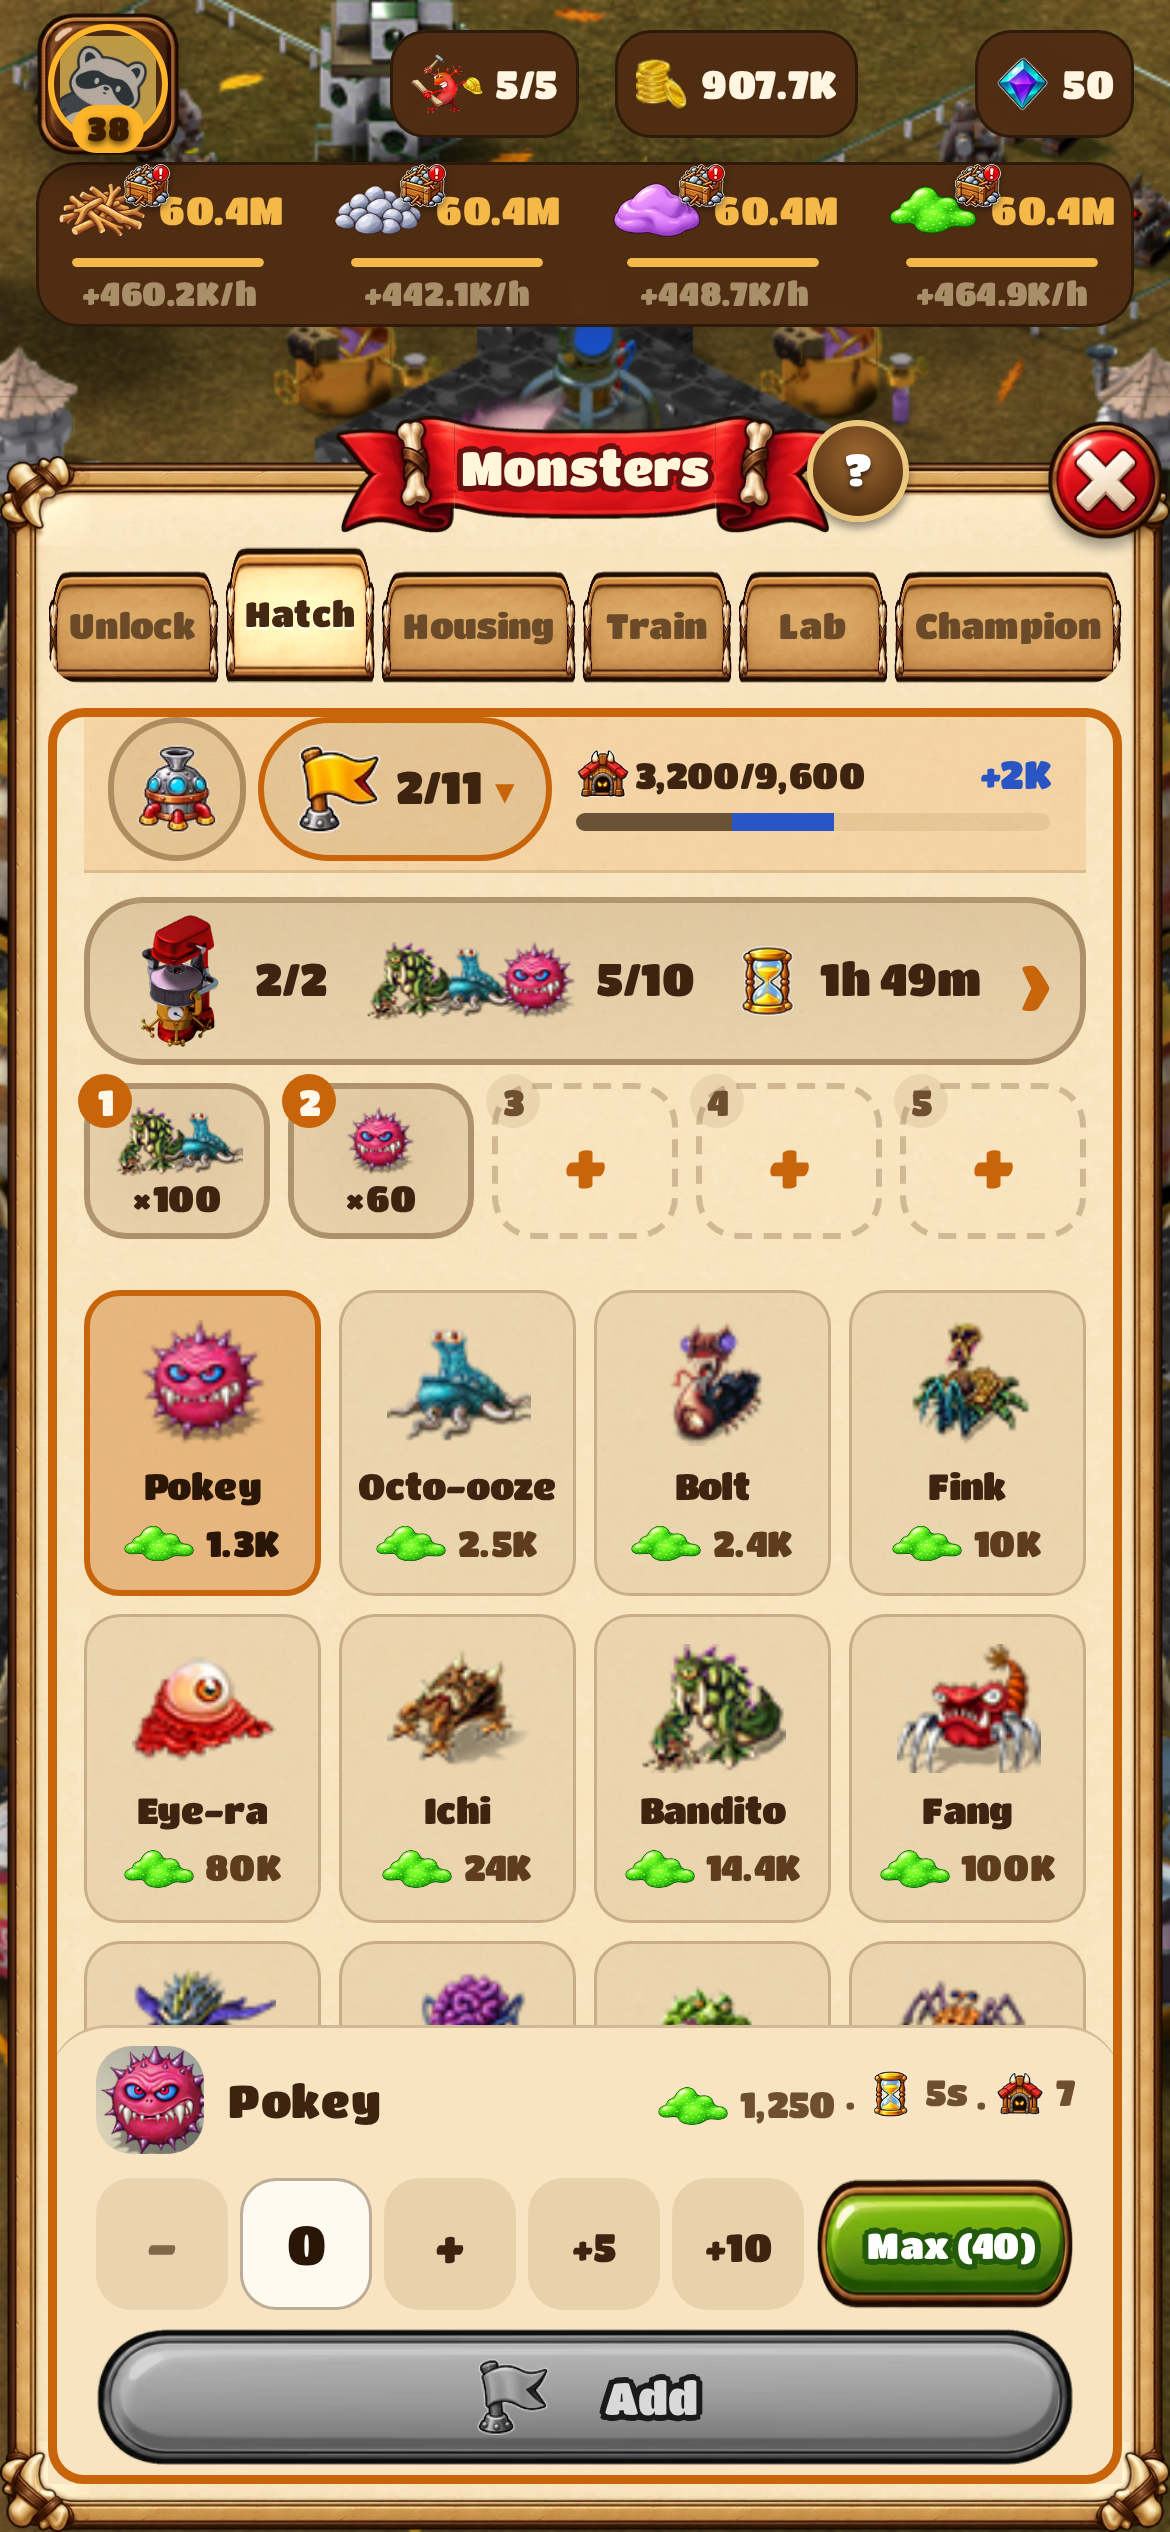 38
5/5
907.7K
50
60.4M
60.4M
60.4M
60.4M
+460.2K/h
+442.1K/h
+448.7K/h
+464.9K/h
Monsters
?
Unlock
Hatch
Housing
Train
Lab
Champion
2/11
3,200/9,600
+2K
2/2
5/10
1h 49m
1
2
3
4
5
×100
×60
Pokey
Octo-ooze
Bolt
Fink
1.3K
2.5K
2.4K
10K
Eye-ra
Ichi
Bandito
Fang
80K
24K
14.4K
100K
Pokey
1,250 · 5s · 7
−
0
+
+5
+10
Max (40)
Add